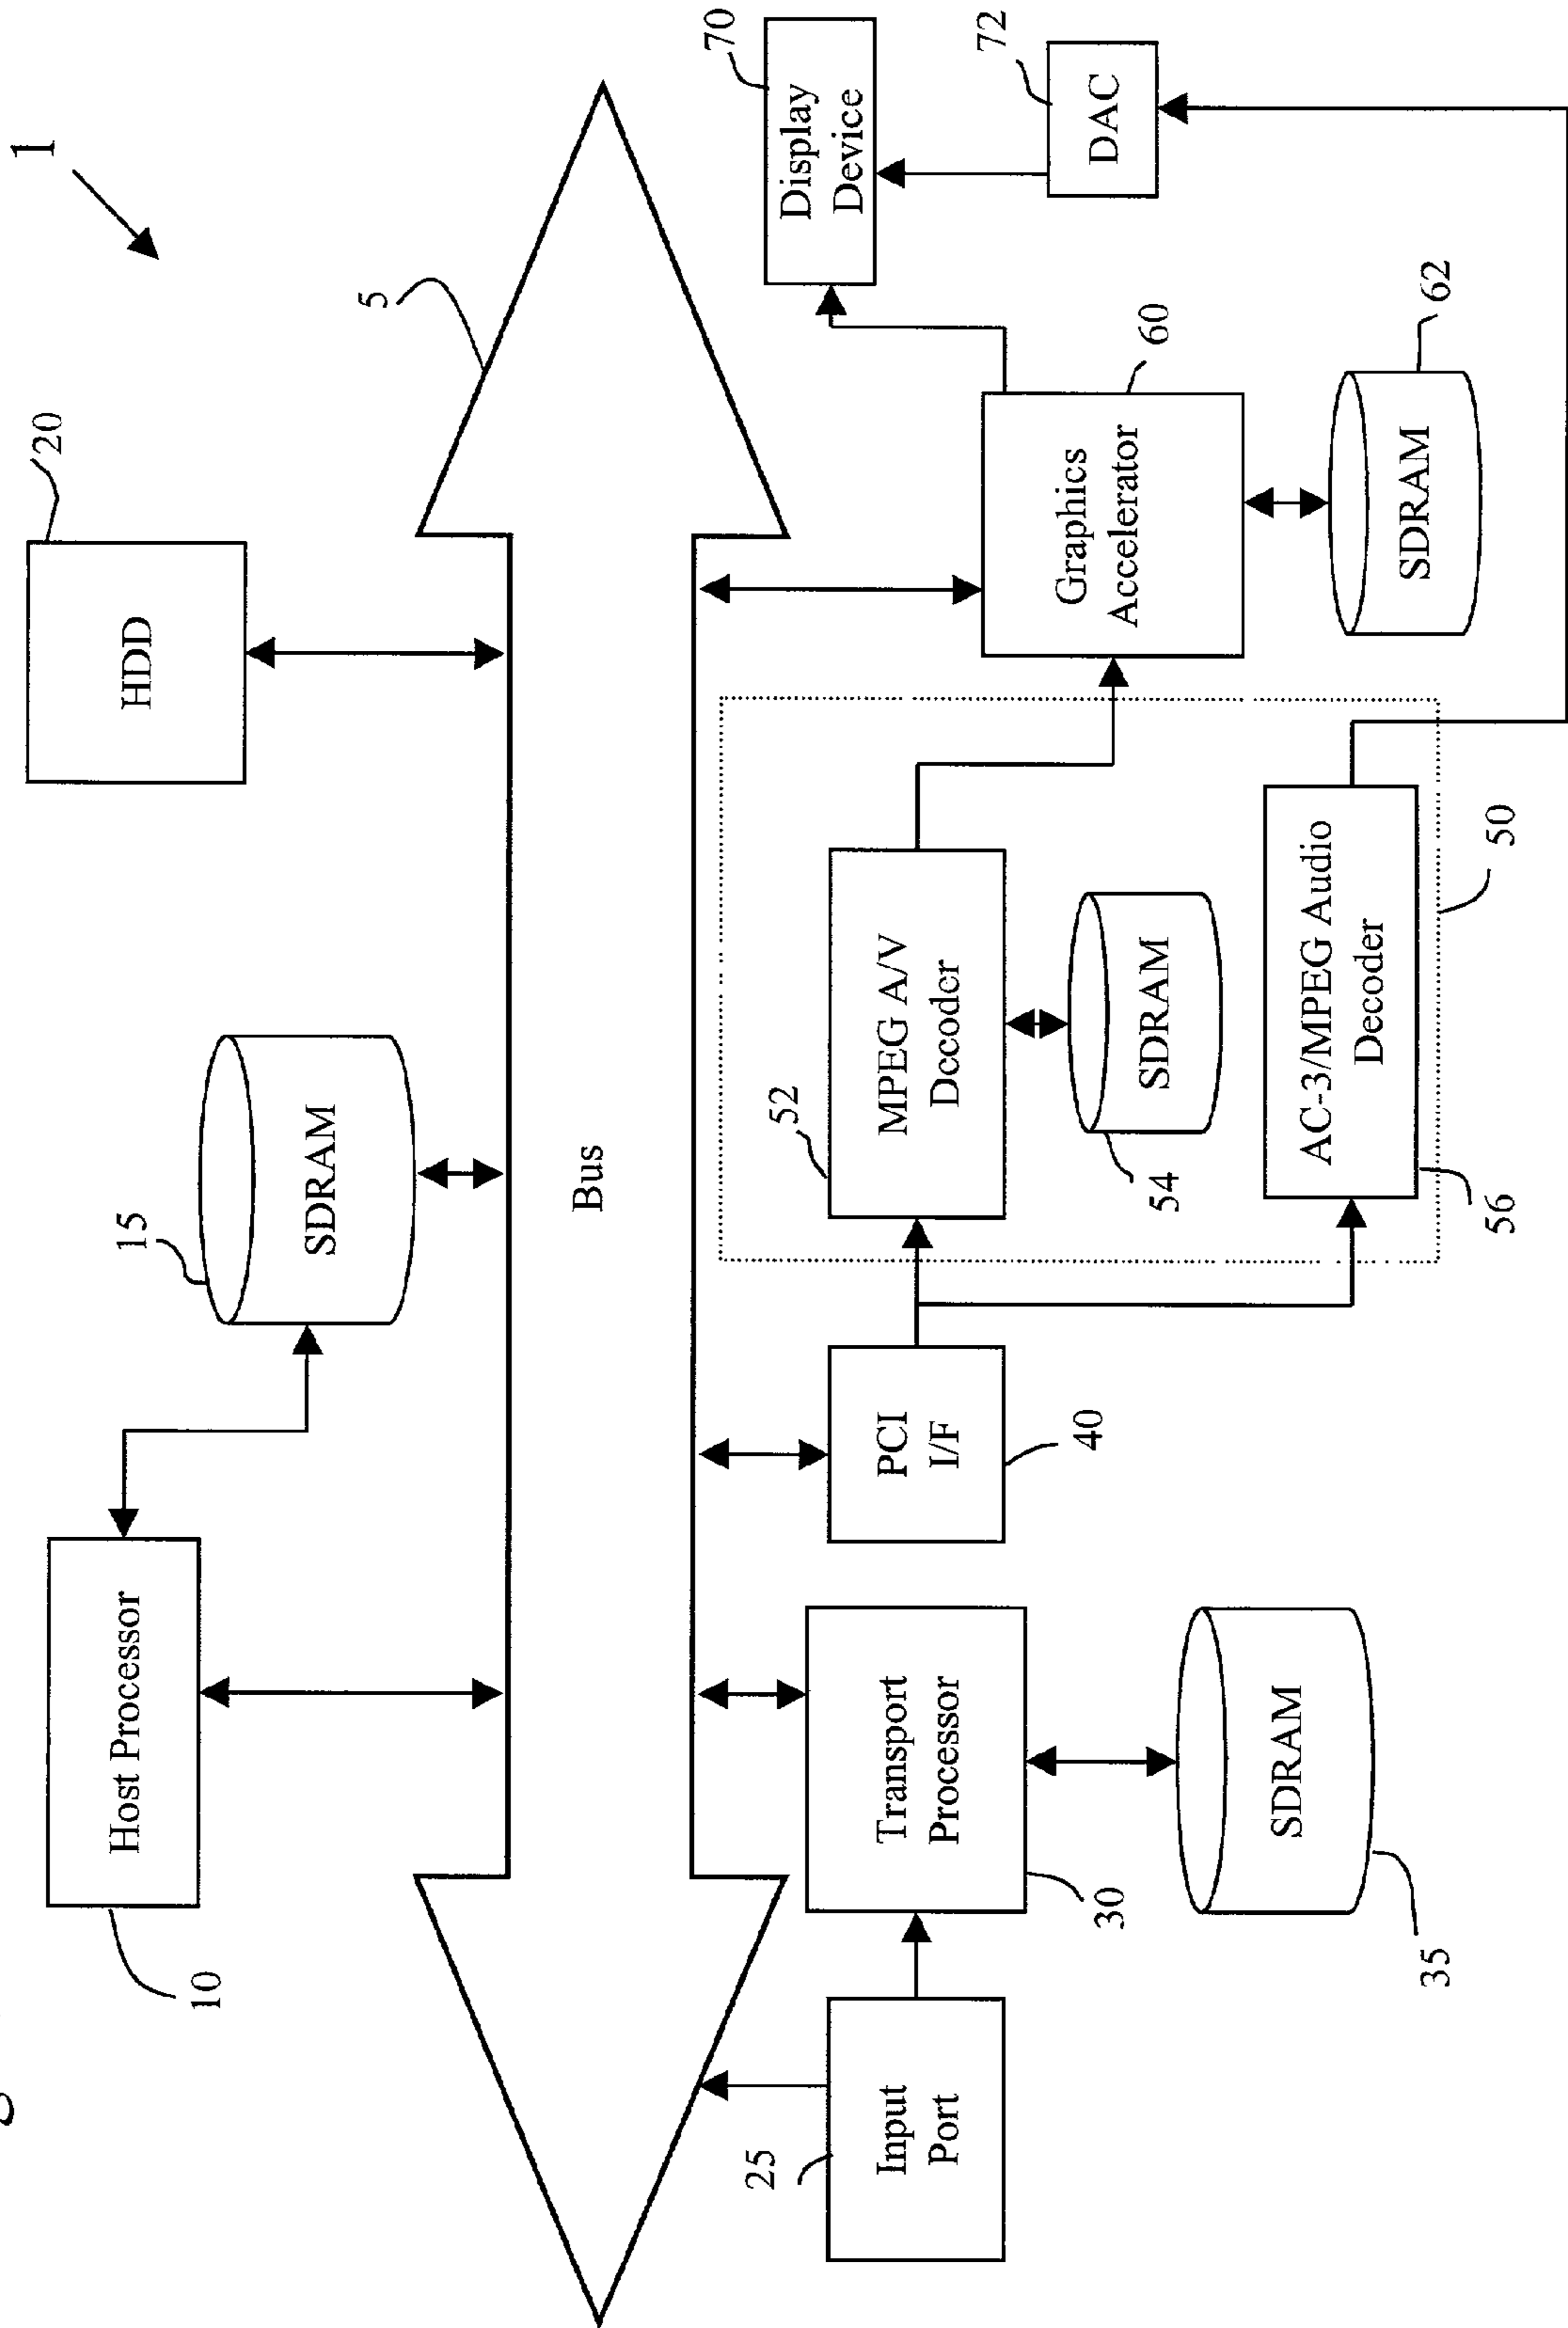 1
20
HDD
15
SDRAM
Host Processor
10
5
Bus
70
Display
Device
72
DAC
60
Graphics
Accelerator
62
SDRAM
52
MPEG A/V
Decoder
54
SDRAM
AC-3/MPEG Audio
Decoder
56
50
PCI
I/F
40
Transport
Processor
30
SDRAM
35
25
Input
Port